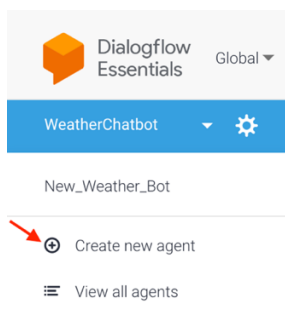 Dialogflow
Essentials
Global
WeatherChatbot
New_Weather_Bot
Create new agent
View all agents